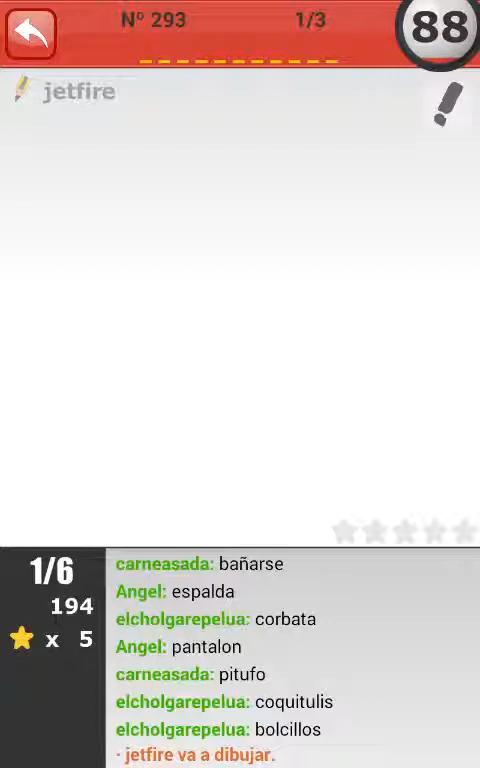 Nº 293
1/3
88
jetfire
1/6
194
x 5
carneasada: bañarse
Angel: espalda
elcholgarepelua: corbata
Angel: pantalon
carneasada: pitufo
elcholgarepelua: coquitulis
elcholgarepelua: bolcillos
· jetfire va a dibujar.